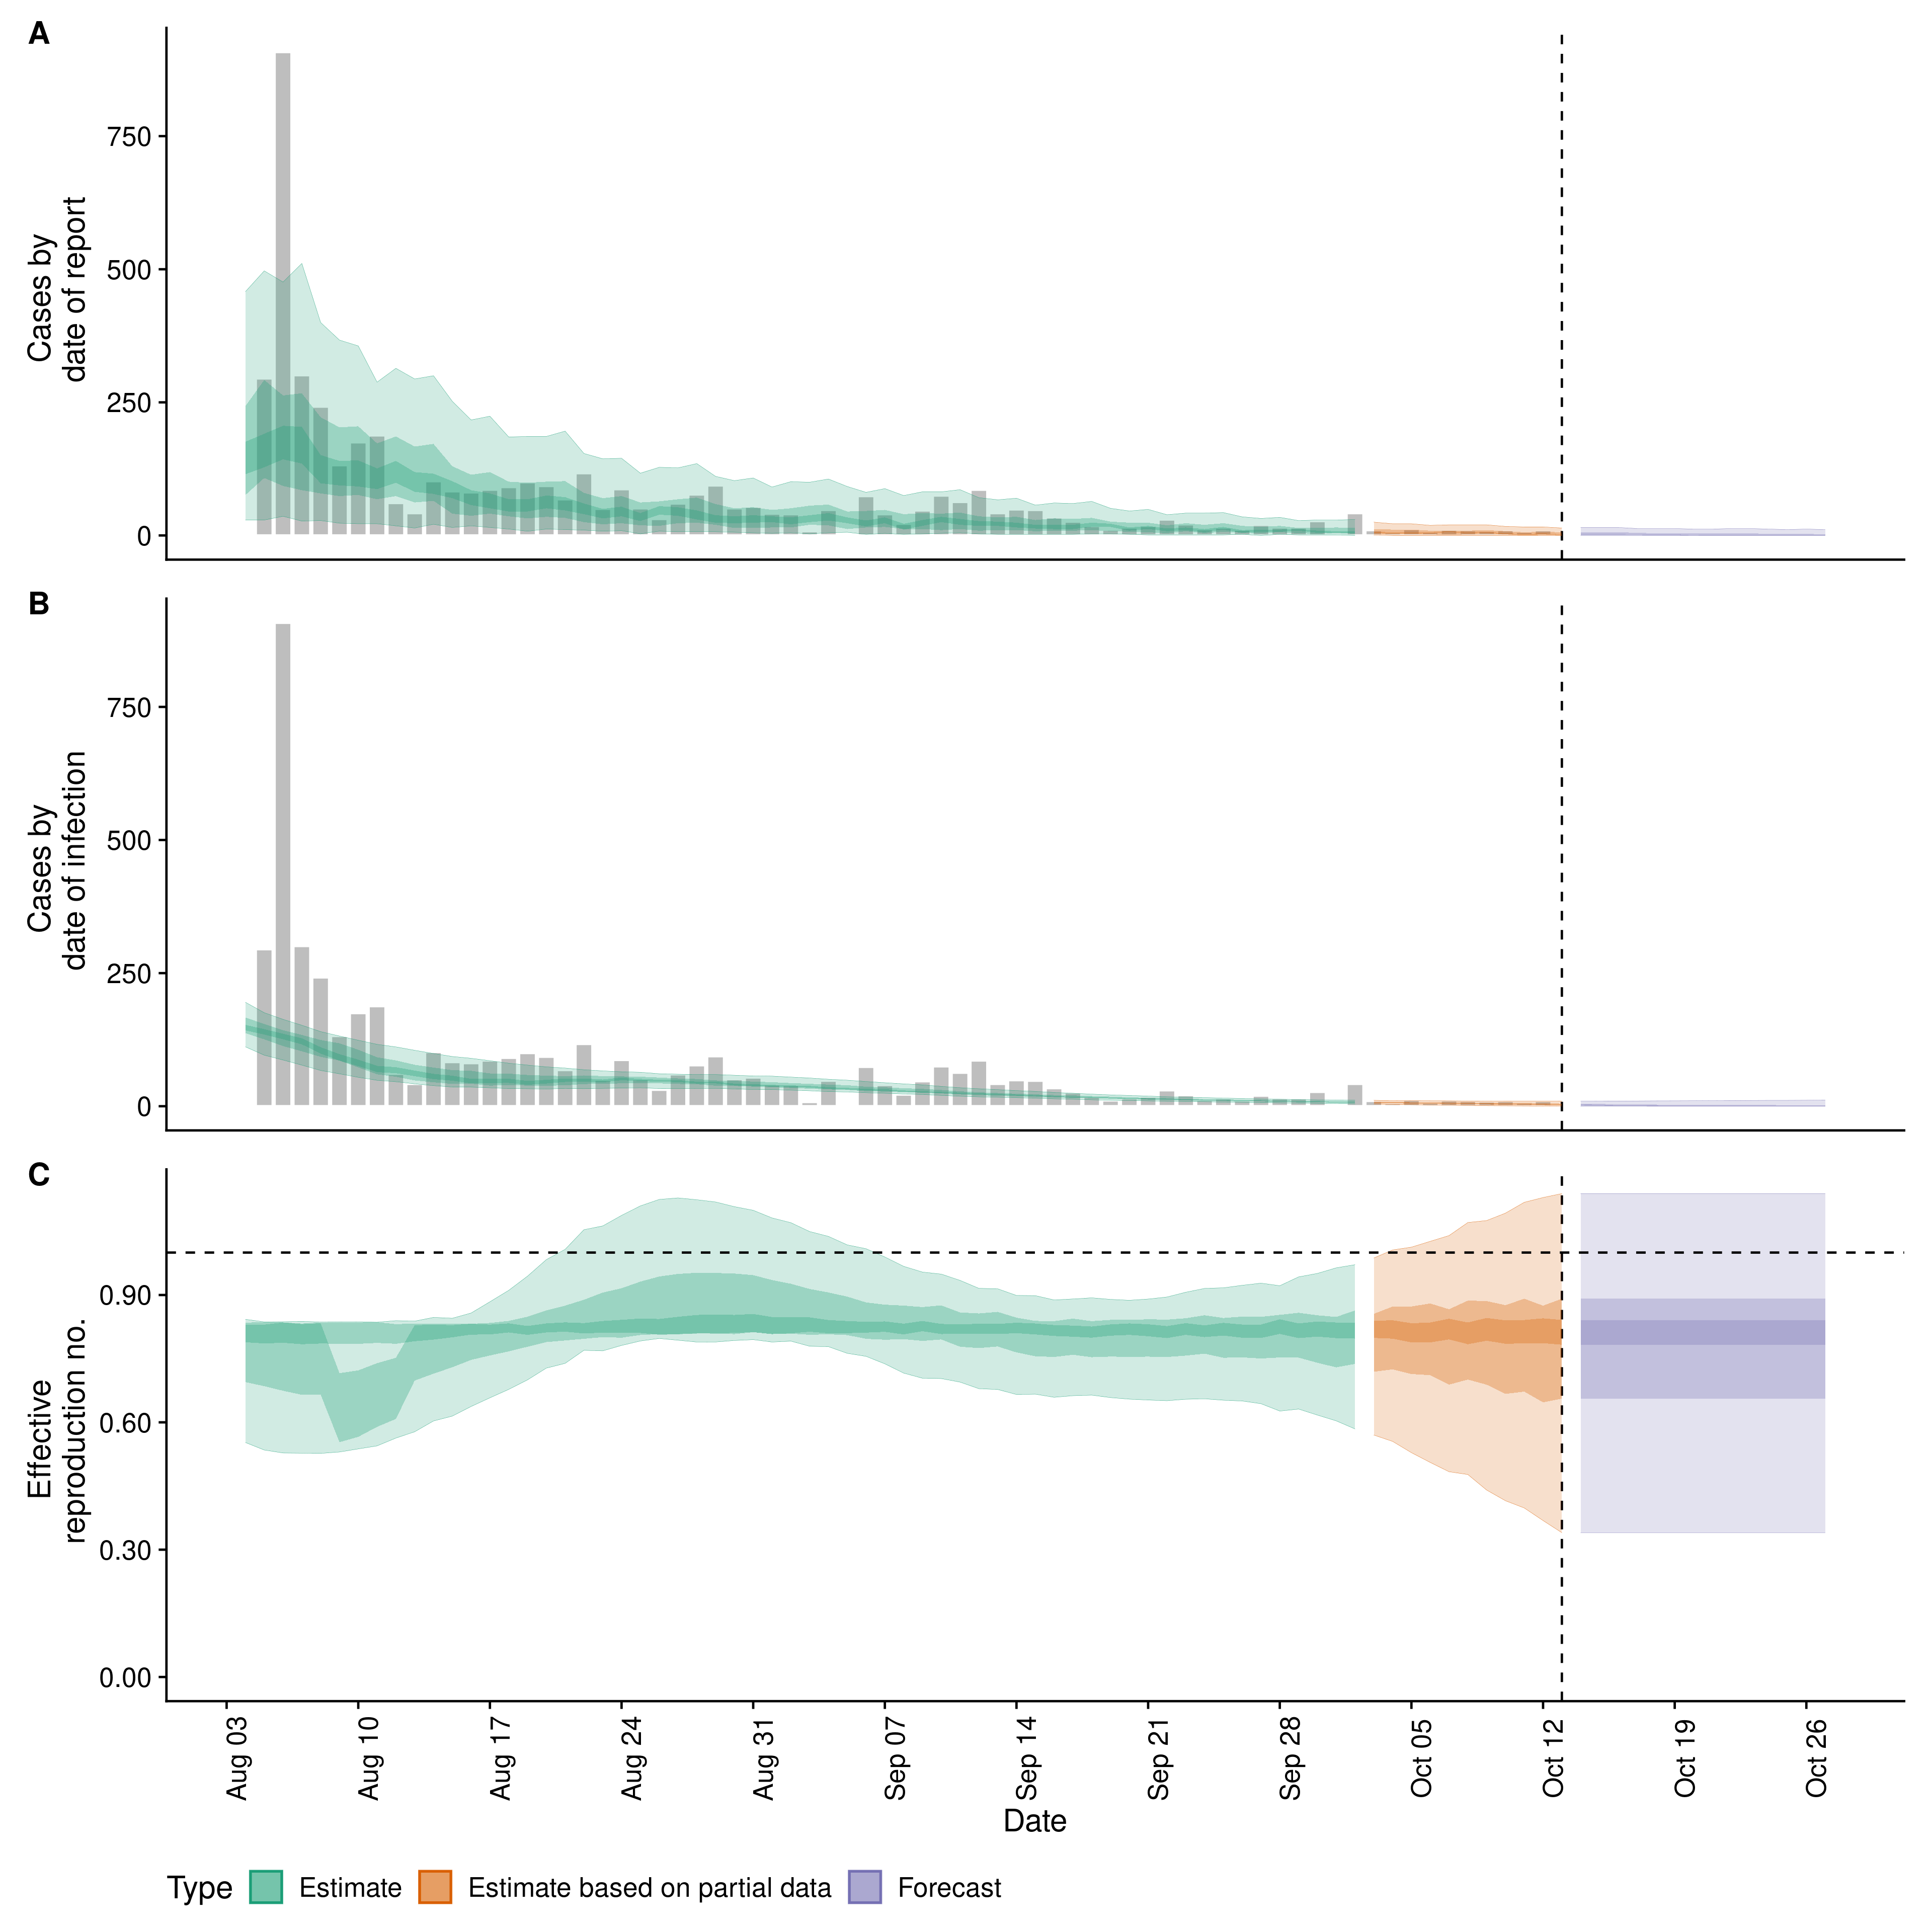 A
Cases by
date of report
750
500
250
0
B
Cases by
date of infection
750
500
250
0
C
Effective
reproduction no.
0.90
0.60
0.30
0.00
Aug 03
Aug 10
Aug 17
Aug 24
Aug 31
Sep 07
Sep 14
Sep 21
Sep 28
Oct 05
Oct 12
Oct 19
Oct 26
Date
Type Estimate Estimate based on partial data Forecast